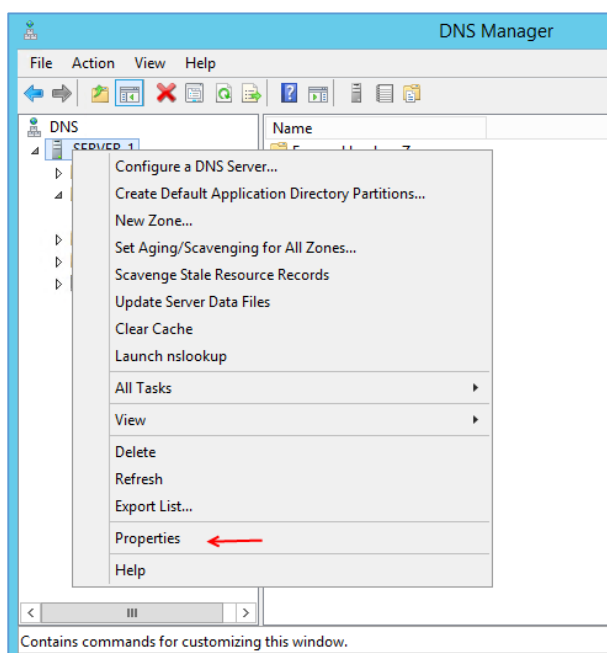 DNS Manager
File Action View Help
DNS
Name
SERVER 1
Configure a DNS Server...
Create Default Application Directory Partitions...
New Zone...
Set Aging/Scavenging for All Zones...
Scavenge Stale Resource Records
Update Server Data Files
Clear Cache
Launch nslookup
All Tasks
View
Delete
Refresh
Export List...
Properties
Help
Contains commands for customizing this window.